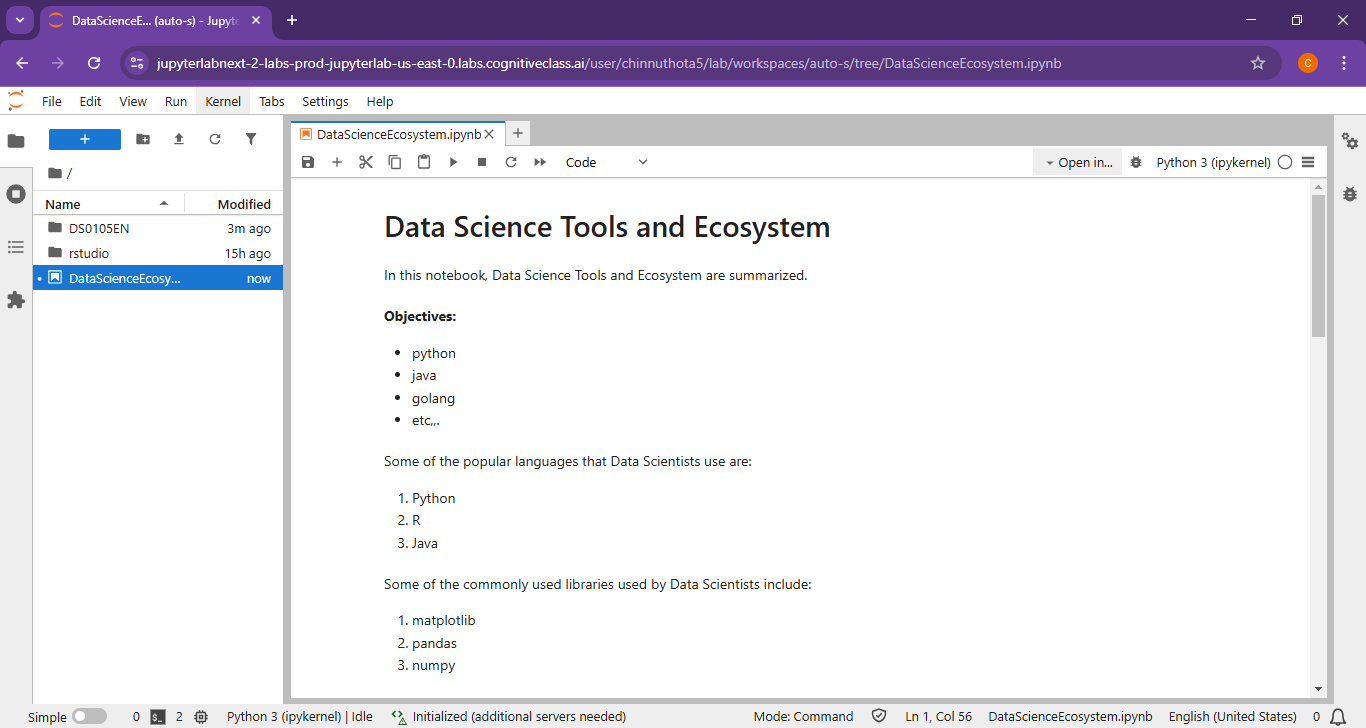 DataScienceE... (auto-s) - Jupyte
jupyterlabnext-2-labs-prod-jupyterlab-us-east-0.labs.cognitiveclass.ai/user/chinnuthota5/lab/workspaces/auto-s/tree/DataScienceEcosystem.ipynb
C
File Edit View Run Kernel Tabs Settings Help
DataScienceEcosystem.ipynb
Code
Open in...
Python 3 (ipykernel)
/
Name Modified
DS0105EN 3m ago
rstudio 15h ago
DataScienceEcosy... now
Data Science Tools and Ecosystem
In this notebook, Data Science Tools and Ecosystem are summarized.
Objectives:
• python
• java
• golang
• etc,,.
Some of the popular languages that Data Scientists use are:
1. Python
2. R
3. Java
Some of the commonly used libraries used by Data Scientists include:
1. matplotlib
2. pandas
3. numpy
Simple 0 $_ 2 Python 3 (ipykernel) | Idle Initialized (additional servers needed) Mode: Command Ln 1, Col 56 DataScienceEcosystem.ipynb English (United States) 0